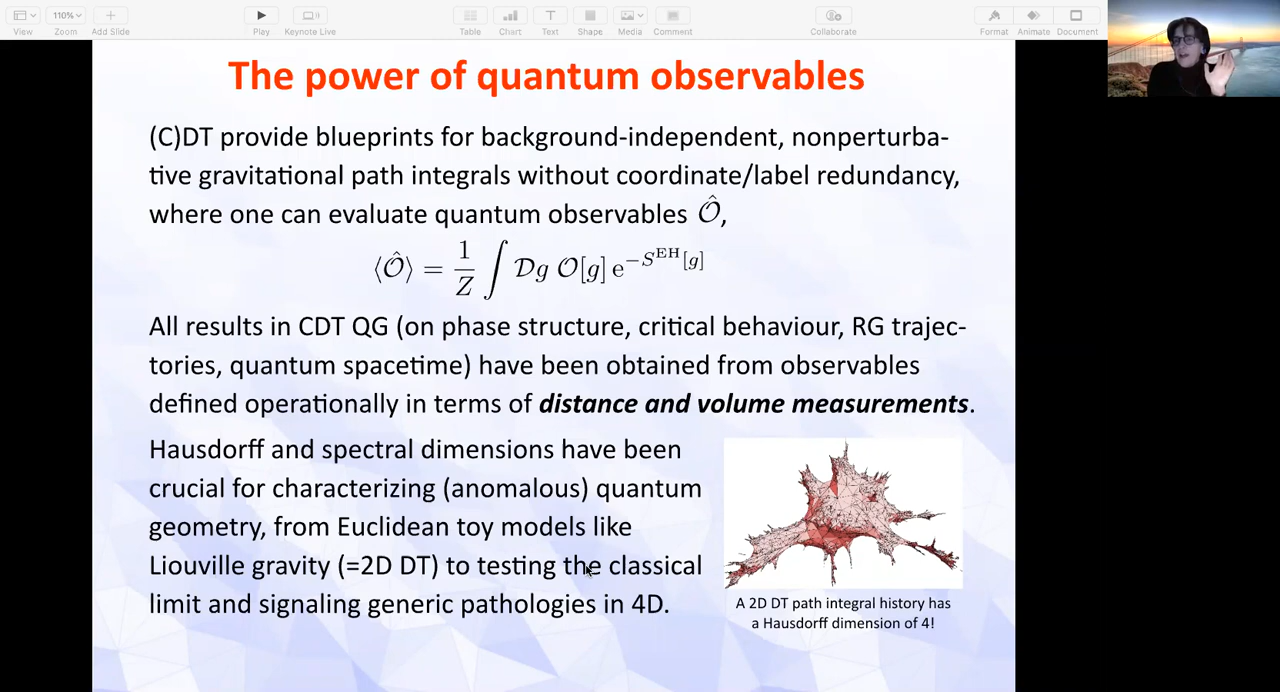 View
110%
Zoom
Add Slide
Play
Keynote Live
Table
Chart
Text
Shape
Media
Comment
Collaborate
Format
Animate
Document
The power of quantum observables
(C)DT provide blueprints for background-independent, nonperturba-
tive gravitational path integrals without coordinate/label redundancy,
where one can evaluate quantum observables Ô,
⟨Ô⟩ = 1/Z ∫ 𝒟g O[g] e^{−S^{EH}[g]}
All results in CDT QG (on phase structure, critical behaviour, RG trajec-
tories, quantum spacetime) have been obtained from observables
defined operationally in terms of distance and volume measurements.
Hausdorff and spectral dimensions have been
crucial for characterizing (anomalous) quantum
geometry, from Euclidean toy models like
Liouville gravity (=2D DT) to testing the classical
limit and signaling generic pathologies in 4D.
A 2D DT path integral history has
a Hausdorff dimension of 4!